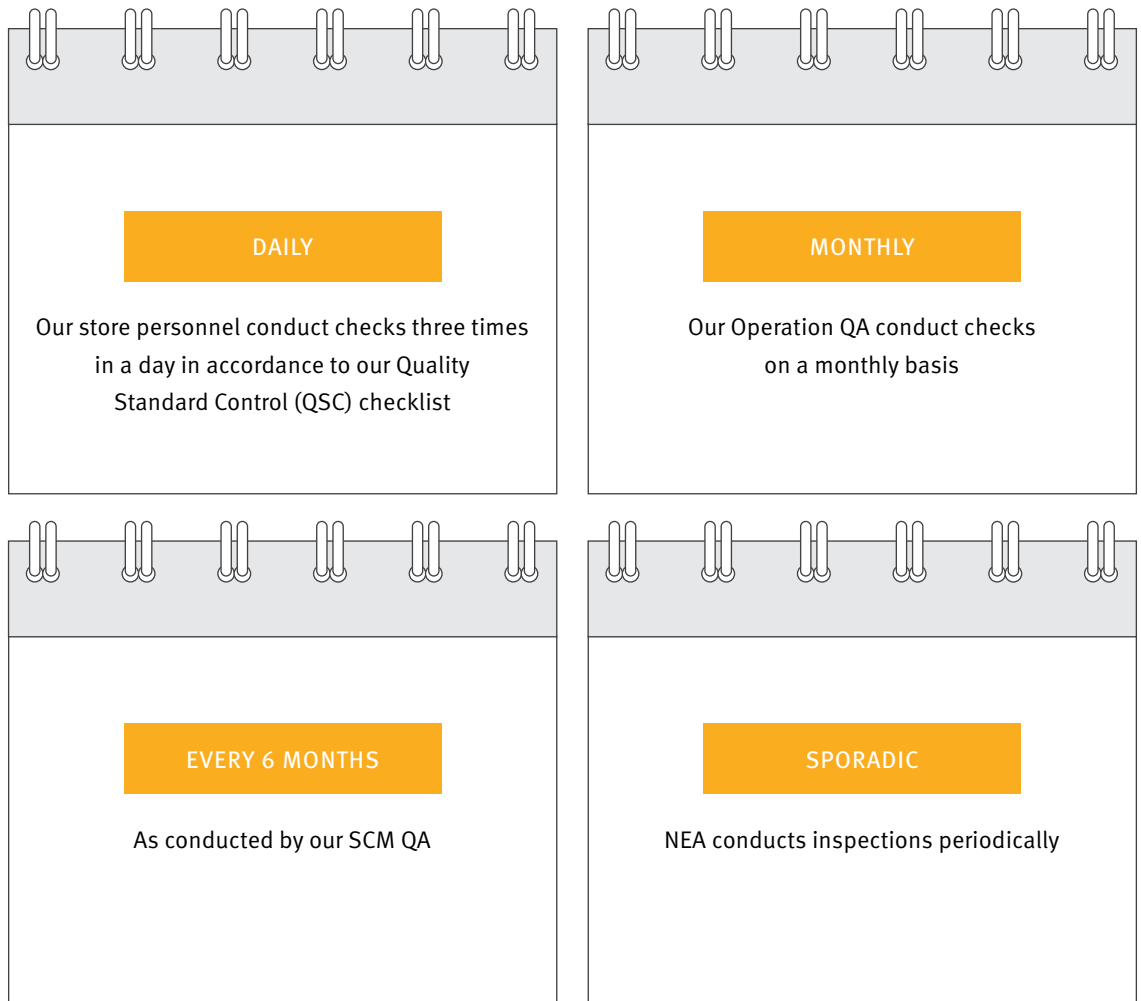 DAILY
Our store personnel conduct checks three times
in a day in accordance to our Quality
Standard Control (QSC) checklist
MONTHLY
Our Operation QA conduct checks
on a monthly basis
EVERY 6 MONTHS
As conducted by our SCM QA
SPORADIC
NEA conducts inspections periodically